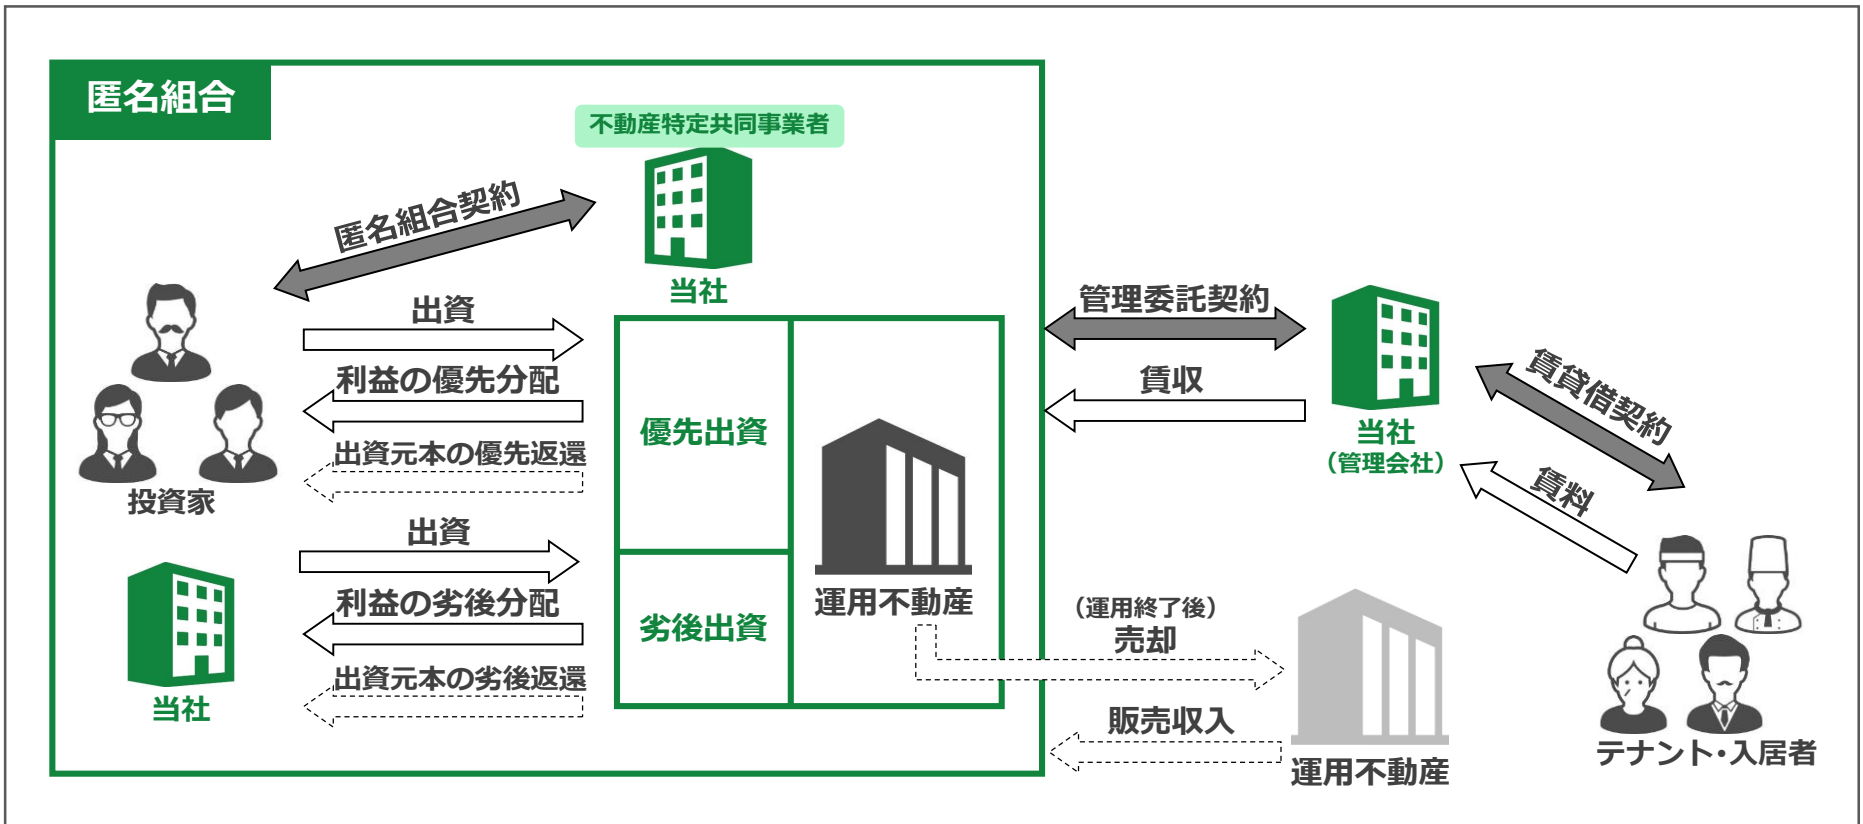 匿名組合
不動産特定共同事業者
当社
匿名組合契約
出資
利益の優先分配
出資元本の優先返還
投資家
出資
利益の劣後分配
出資元本の劣後返還
当社
優先出資
劣後出資
運用不動産
管理委託契約
賃収
当社
（管理会社）
賃貸借契約
賃料
（運用終了後）
売却
販売収入
運用不動産
テナント・入居者